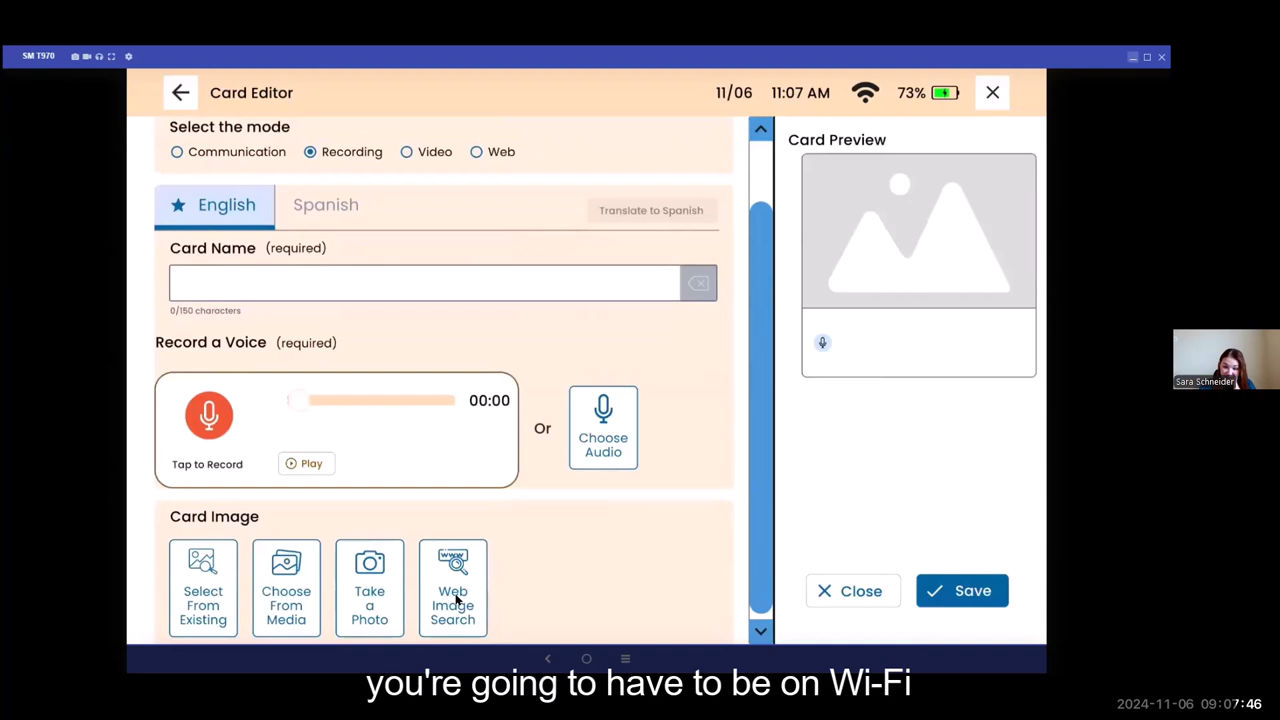 SM T970
Card Editor
11/06 11:07 AM 73%
Select the mode
Communication Recording Video Web
English Spanish Translate to Spanish
Card Name (required)
0/150 characters
Record a Voice (required)
00:00
Tap to Record
Play
Or
Choose
Audio
Card Image
Select
From
Existing
Choose
From
Media
Take
a
Photo
www
Web
Image
Search
Card Preview
Close
Save
Sara Schneider
you're going to have to be on Wi-Fi
2024-11-06 09:07:46